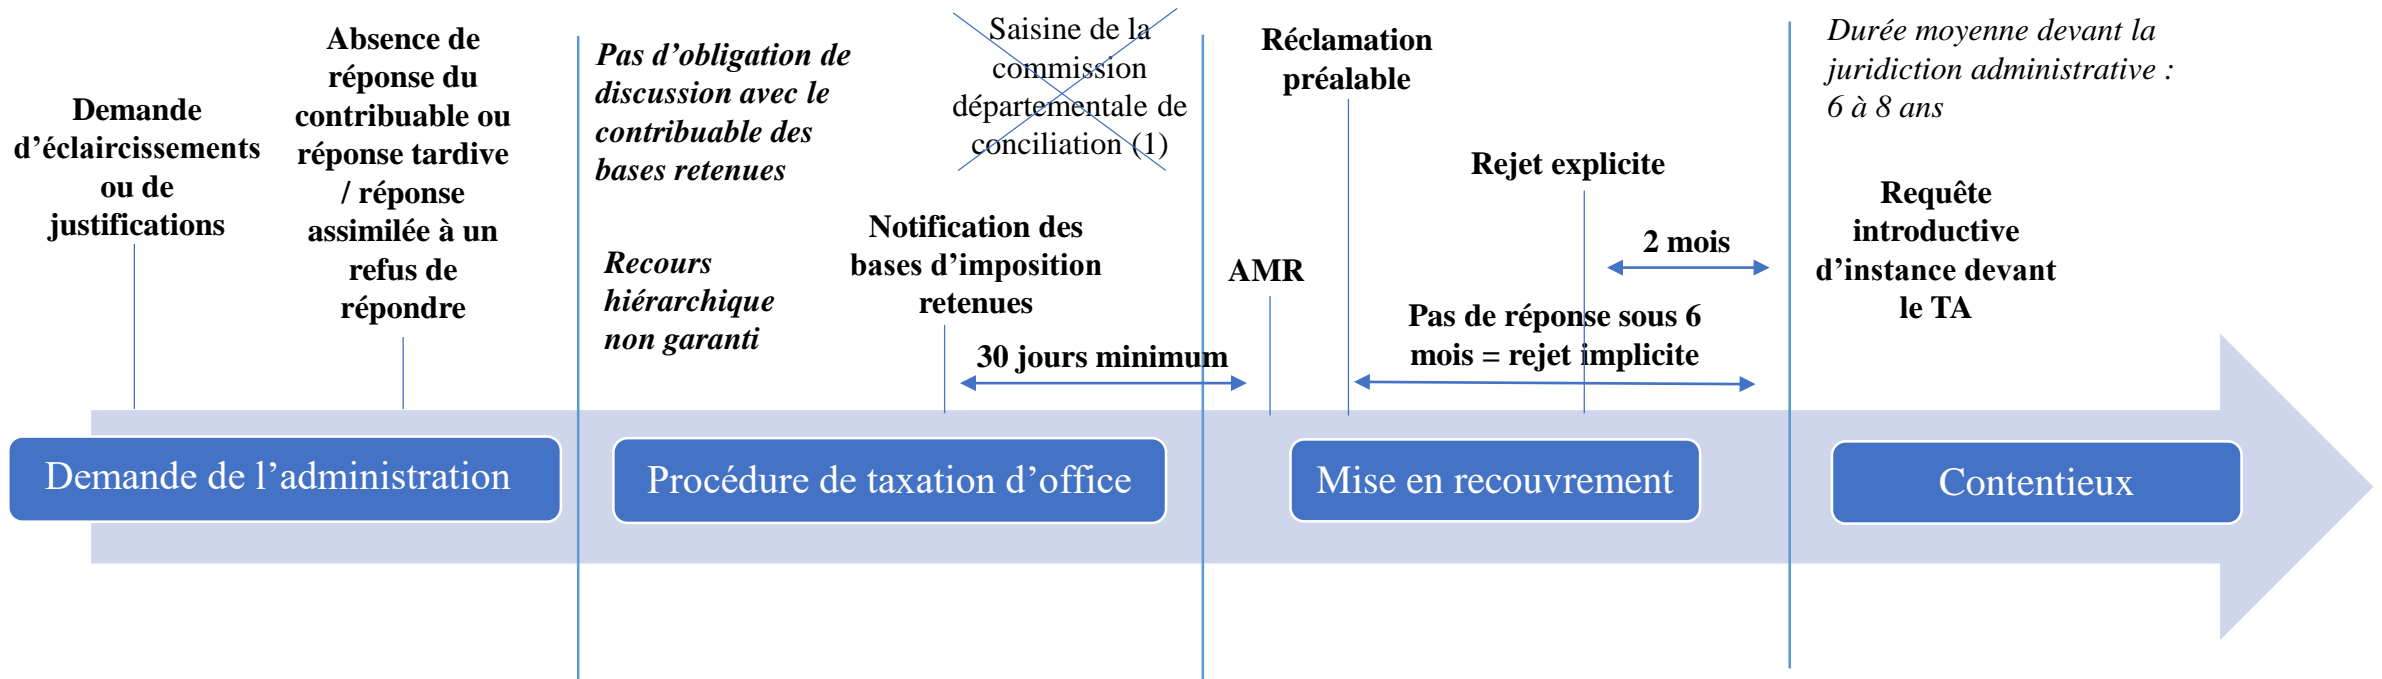 Demande
d’éclaircissements
ou de
justifications
Absence de
réponse du
contribuable ou
réponse tardive
/ réponse
assimilée à un
refus de
répondre
Pas d’obligation de
discussion avec le
contribuable des
bases retenues
Recours
hiérarchique
non garanti
Saisine de la
commission
départementale de
conciliation (1)
Notification des
bases d’imposition
retenues
30 jours minimum
AMR
Réclamation
préalable
Rejet explicite
2 mois
Pas de réponse sous 6
mois = rejet implicite
Durée moyenne devant la
juridiction administrative :
6 à 8 ans
Requête
introductive
d’instance devant
le TA
Demande de l’administration
Procédure de taxation d’office
Mise en recouvrement
Contentieux